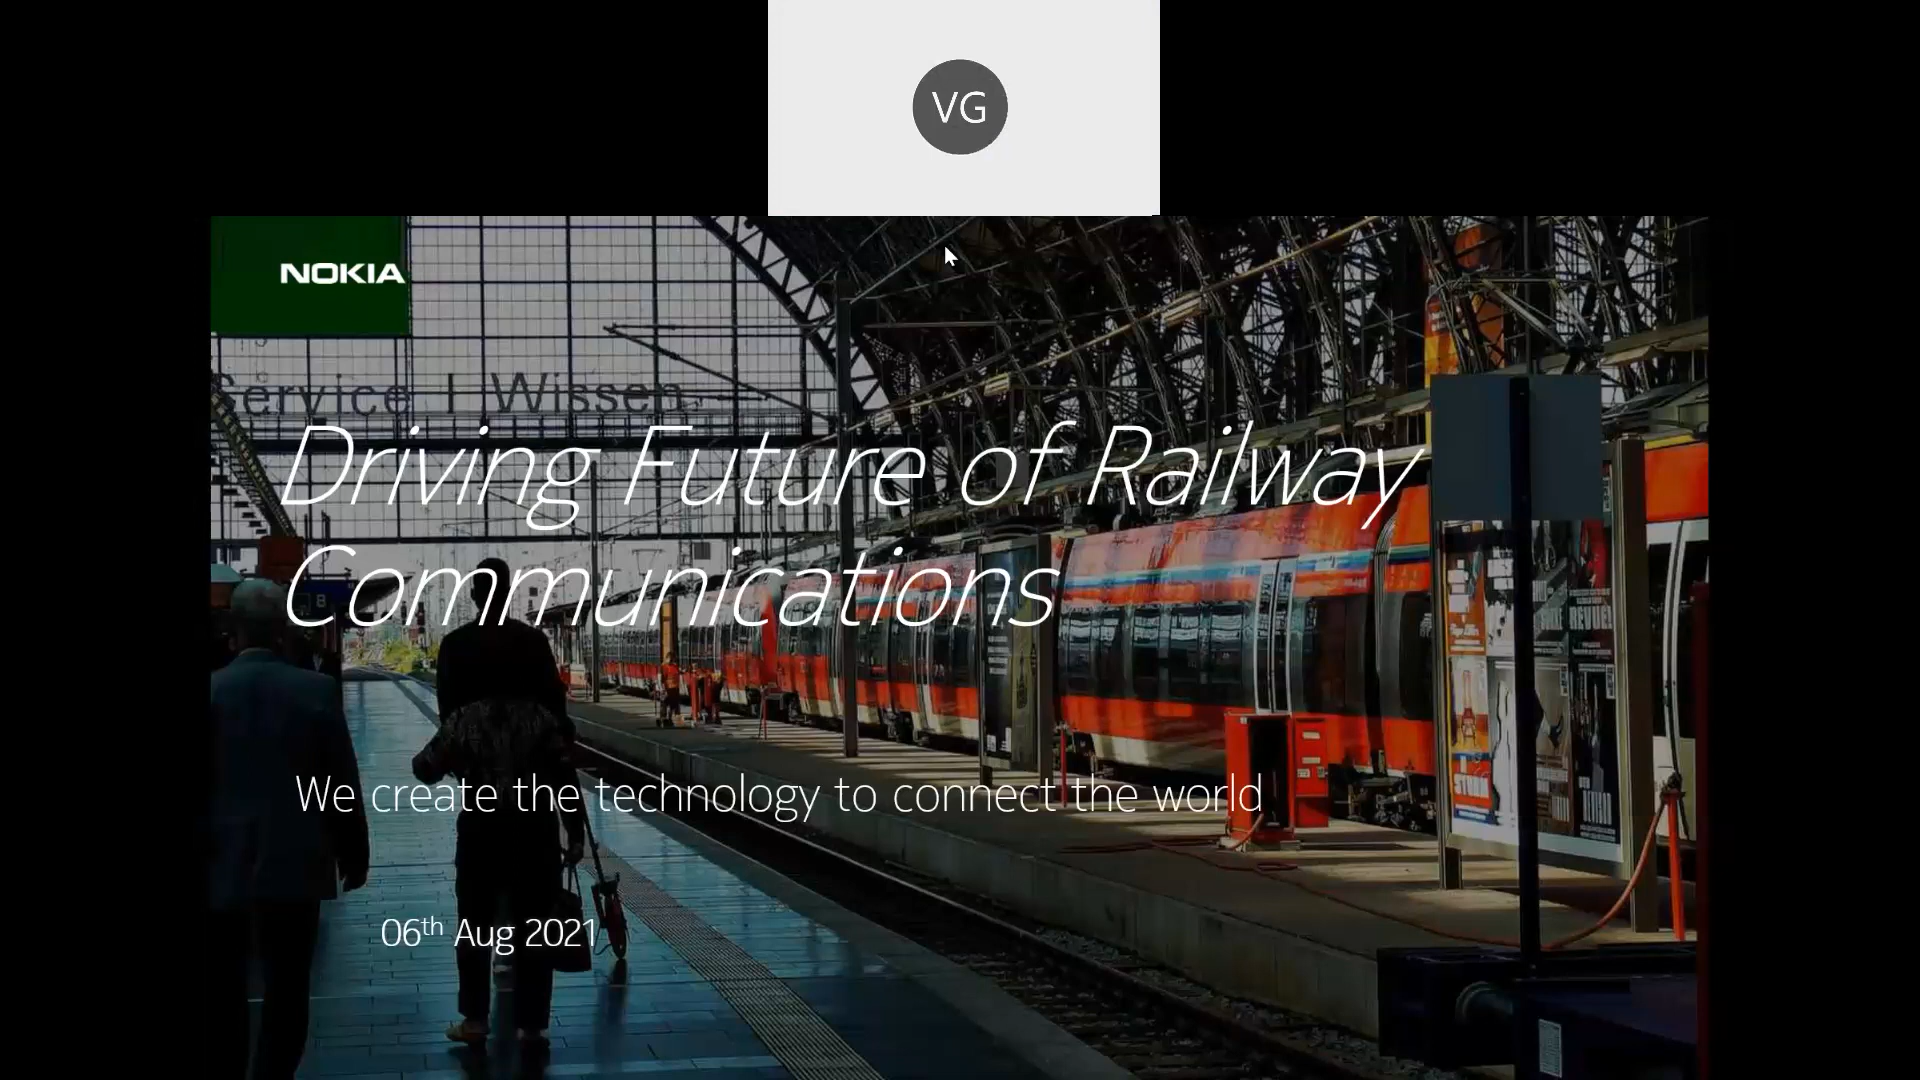 VG
NOKIA
Service | Wissen
Driving Future of Railway
Communications
8
We create the technology to connect the world
06th Aug 2021